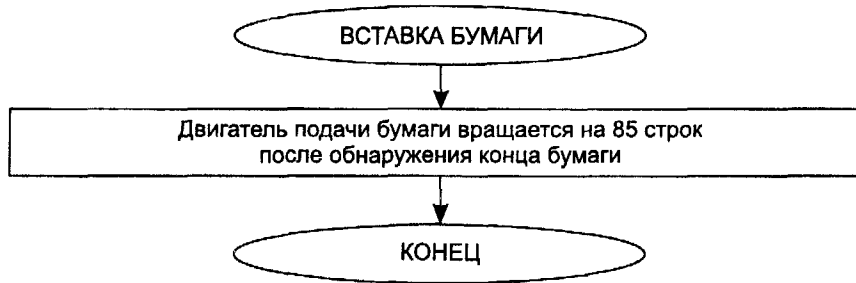 ВСТАВКА БУМАГИ
Двигатель подачи бумаги вращается на 85 строк
после обнаружения конца бумаги
КОНЕЦ